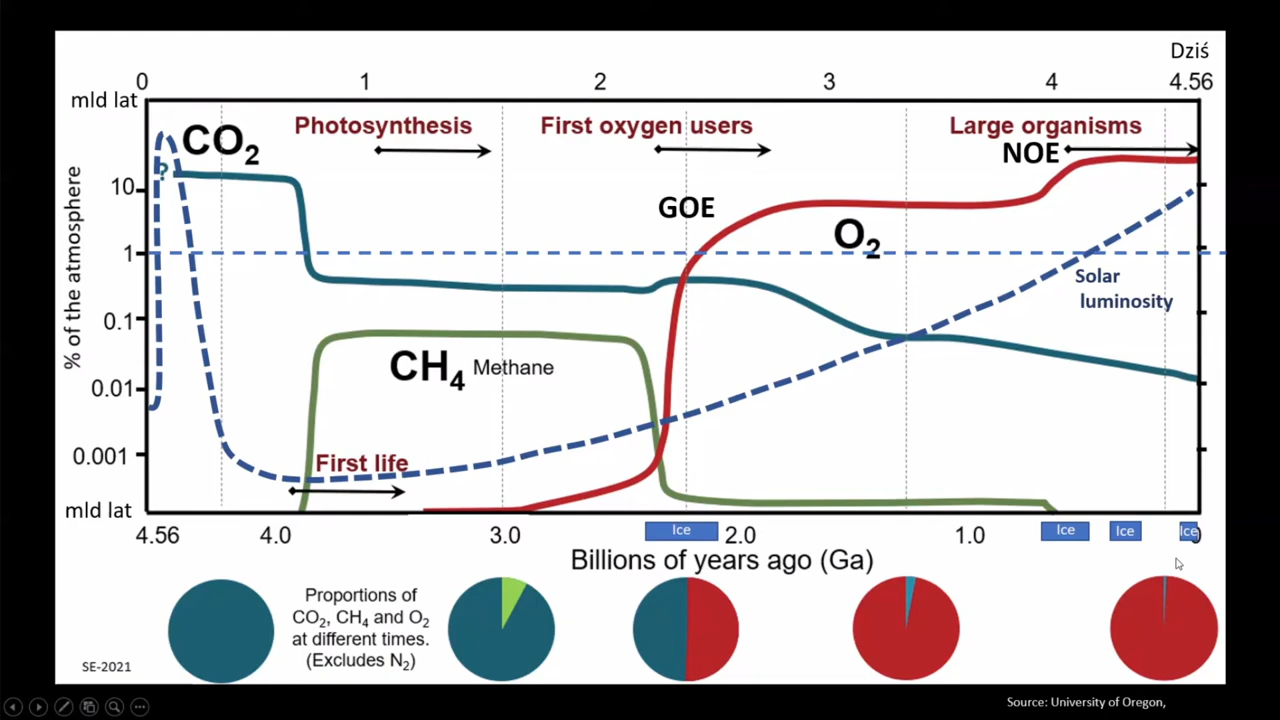 Dziś
0 1 2 3 4 4.56
mld lat
Photosynthesis
First oxygen users
Large organisms
CO₂
NOE
?
% of the atmosphere
10
GOE
O₂
1
Solar
luminosity
0.1
CH₄ Methane
0.01
0.001
First life
mld lat
4.56 4.0 3.0 Ice 2.0 1.0 Ice Ice Ice 0
Billions of years ago (Ga)
Proportions of
CO₂, CH₄ and O₂
at different times.
(Excludes N₂)
SE-2021
Source: University of Oregon,